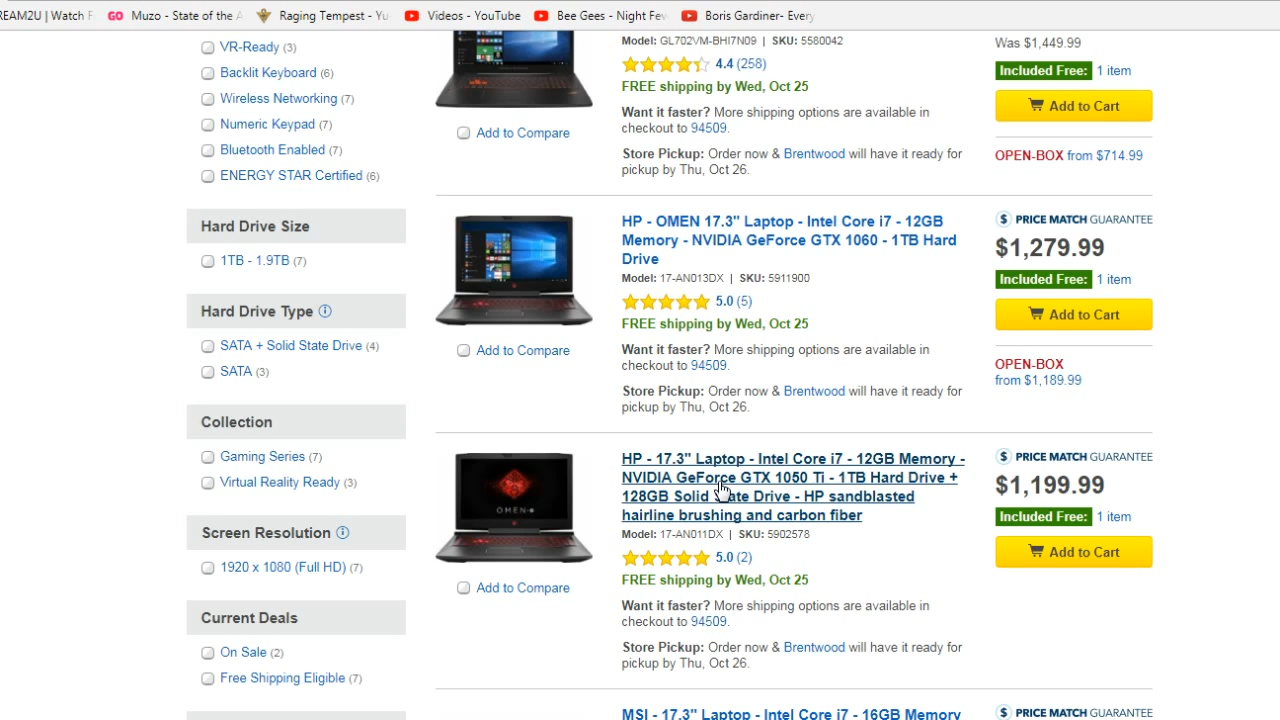 REAM2U | Watch F
GO Muzo - State of the A
Raging Tempest - Yu
Videos - YouTube
Bee Gees - Night Fev
Boris Gardiner- Every
VR-Ready (3)
Backlit Keyboard (6)
Wireless Networking (7)
Numeric Keypad (7)
Bluetooth Enabled (7)
ENERGY STAR Certified (6)
Hard Drive Size
1TB - 1.9TB (7)
Hard Drive Type
SATA + Solid State Drive (4)
SATA (3)
Collection
Gaming Series (7)
Virtual Reality Ready (3)
Screen Resolution
1920 x 1080 (Full HD) (7)
Current Deals
On Sale (2)
Free Shipping Eligible (7)
Add to Compare
Model: GL702VM-BHI7N09 | SKU: 5580042
4.4 (258)
FREE shipping by Wed, Oct 25
Want it faster? More shipping options are available in
checkout to 94509.
Store Pickup: Order now & Brentwood will have it ready for
pickup by Thu, Oct 26.
Was $1,449.99
Included Free: 1 item
Add to Cart
OPEN-BOX from $714.99
Add to Compare
HP - OMEN 17.3" Laptop - Intel Core i7 - 12GB
Memory - NVIDIA GeForce GTX 1060 - 1TB Hard
Drive
Model: 17-AN013DX | SKU: 5911900
5.0 (5)
FREE shipping by Wed, Oct 25
Want it faster? More shipping options are available in
checkout to 94509.
Store Pickup: Order now & Brentwood will have it ready for
pickup by Thu, Oct 26.
PRICE MATCH GUARANTEE
$1,279.99
Included Free: 1 item
Add to Cart
OPEN-BOX
from $1,189.99
OMEN
Add to Compare
HP - 17.3" Laptop - Intel Core i7 - 12GB Memory -
NVIDIA GeForce GTX 1050 Ti - 1TB Hard Drive +
128GB Solid State Drive - HP sandblasted
hairline brushing and carbon fiber
Model: 17-AN011DX | SKU: 5902578
5.0 (2)
FREE shipping by Wed, Oct 25
Want it faster? More shipping options are available in
checkout to 94509.
Store Pickup: Order now & Brentwood will have it ready for
pickup by Thu, Oct 26.
PRICE MATCH GUARANTEE
$1,199.99
Included Free: 1 item
Add to Cart
MSI - 17.3" Laptop - Intel Core i7 - 16GB Memory
PRICE MATCH GUARANTEE